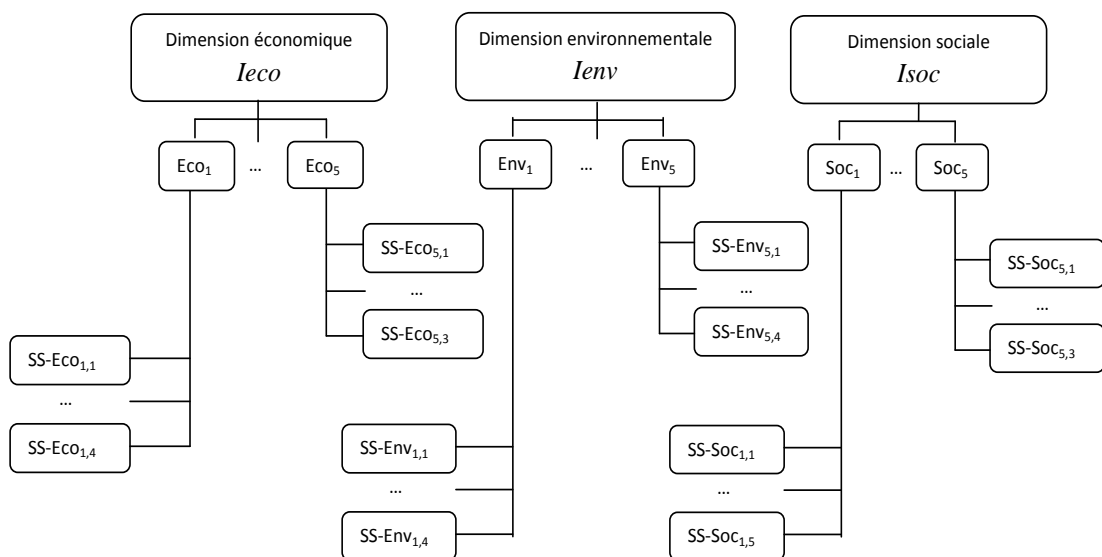 Dimension économique
Ieco
Dimension environnementale
Ienv
Dimension sociale
Isoc
Eco1
...
Eco5
Env1
...
Env5
Soc1
...
Soc5
SS-Eco5,1
...
SS-Eco5,3
SS-Eco1,1
...
SS-Eco1,4
SS-Env5,1
...
SS-Env5,4
SS-Env1,1
...
SS-Env1,4
SS-Soc5,1
...
SS-Soc5,3
SS-Soc1,1
...
SS-Soc1,5